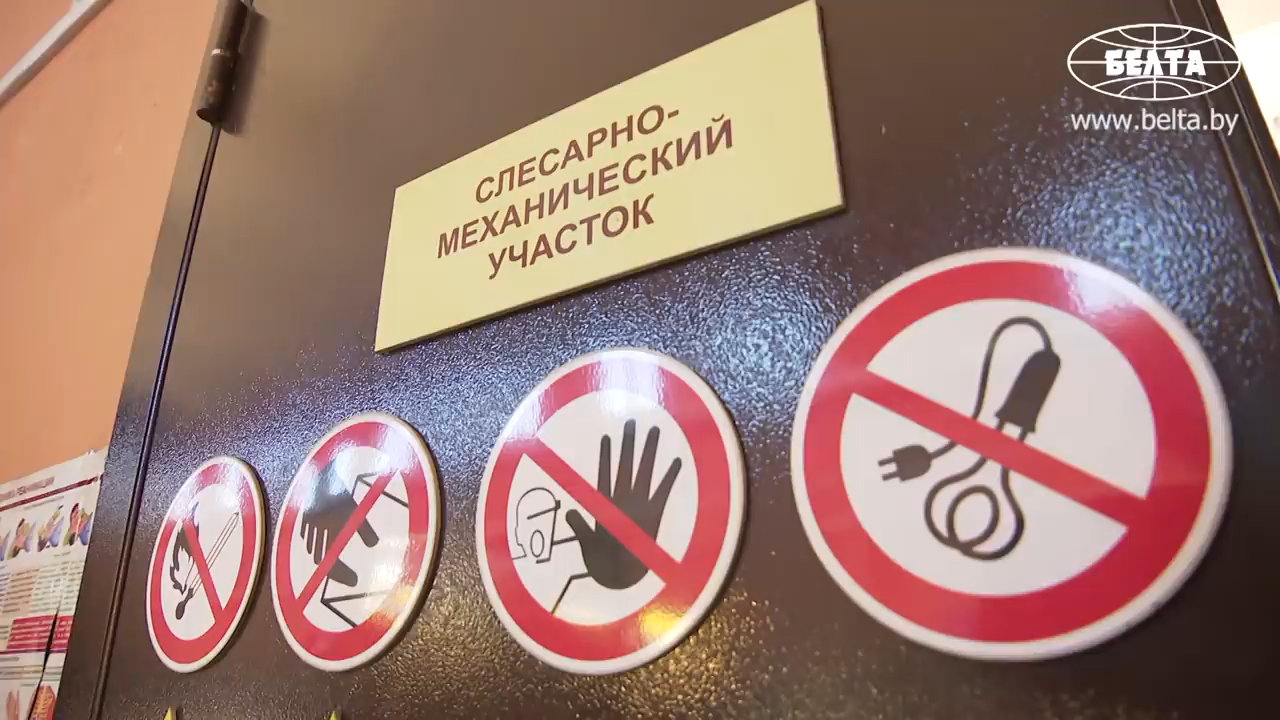 БЕЛТА
www.belta.by
СЛЕСАРНО-
МЕХАНИЧЕСКИЙ
УЧАСТОК